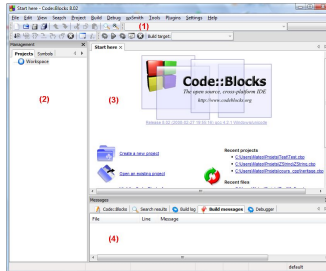 Start here - Code::Blocks 8.02
File Edit View Search Project Build Debug wxSmith Tools Plugins Settings Help
(1)
Build target:
Management
Projects Symbols
Workspace
(2)
Start here
(3)
Code::Blocks
The open source, cross-platform IDE
http://www.codeblocks.org
Create a new project
Open an existing project
Recent projects
Recent files
Messages
Code::Blocks Search results Build log Build messages Debugger
File Line Message
(4)
default